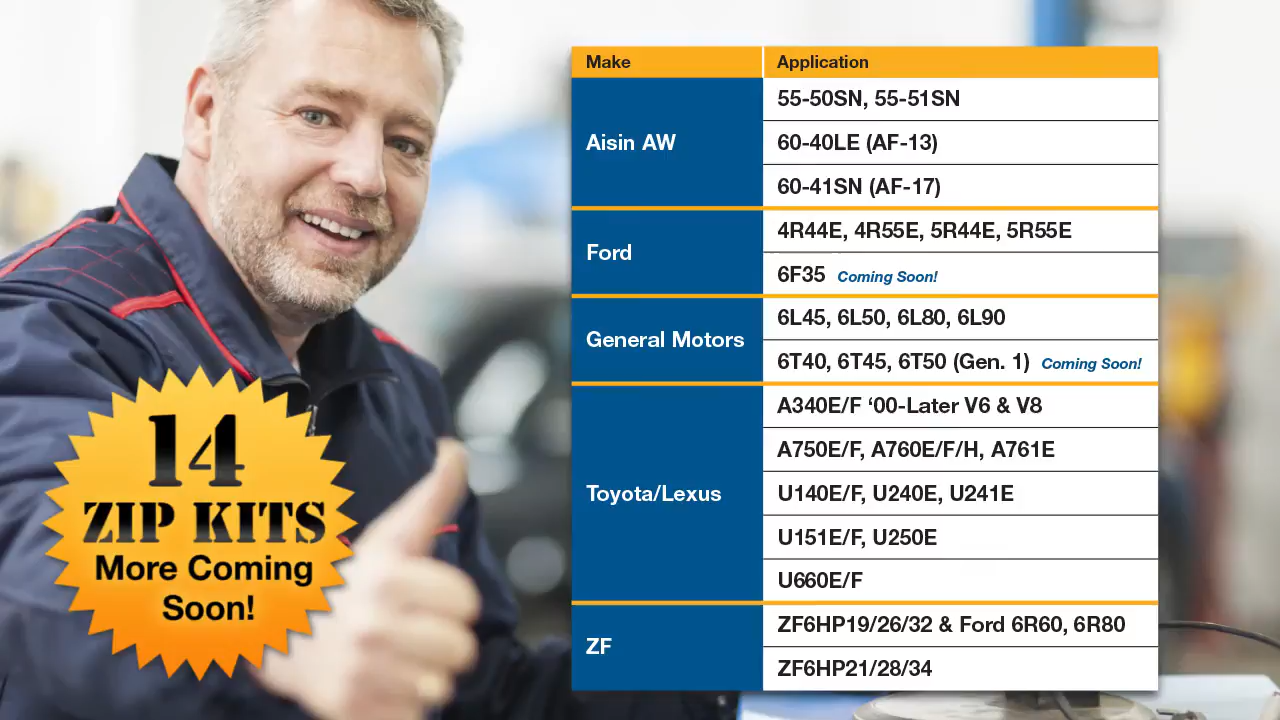 Make
Application
Aisin AW
55-50SN, 55-51SN
60-40LE (AF-13)
60-41SN (AF-17)
Ford
4R44E, 4R55E, 5R44E, 5R55E
6F35 Coming Soon!
General Motors
6L45, 6L50, 6L80, 6L90
6T40, 6T45, 6T50 (Gen. 1) Coming Soon!
Toyota/Lexus
A340E/F ‘00-Later V6 & V8
A750E/F, A760E/F/H, A761E
U140E/F, U240E, U241E
U151E/F, U250E
U660E/F
ZF
ZF6HP19/26/32 & Ford 6R60, 6R80
ZF6HP21/28/34
14
ZIP KITS
More Coming
Soon!